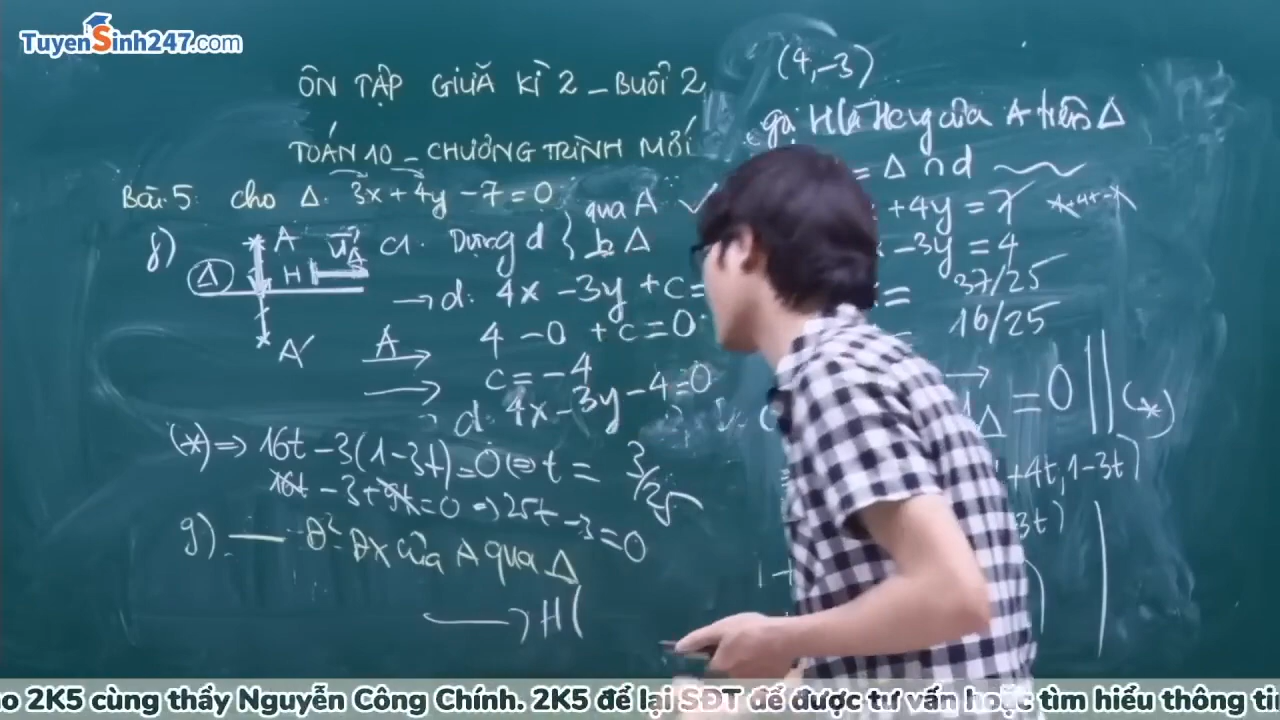 TuyenSinh247.com
ÔN TẬP GIỮA KÌ 2 – BUỔI 2
TOÁN 10 – CHƯƠNG TRÌNH MỚI
Bài 5: cho Δ: 3x + 4y - 7 = 0
f)
A
H
Δ
A'
C1: Dựng d { qua A
⊥ Δ
→ d: 4x - 3y + c =
A → 4 - 0 + c = 0
c = -4
→ d: 4x - 3y - 4 = 0
(*) ⇒ 16t - 3(1-3t) = 0 ⇔ t = 3/25
16t - 3 + 9t = 0 ⇒ 25t - 3 = 0
g) Đ² ĐX của A qua Δ
→ H(
(4, -3)
gọi H là Hcvg của A trên Δ
= Δ ∩ d
+ 4y = 7
- 3y = 4
= 37/25
16/25
= 0 (*)
+4t, 1-3t)
3t)
1+
o 2K5 cùng thầy Nguyễn Công Chính. 2K5 để lại SĐT để được tư vấn hoặc tìm hiểu thông ti